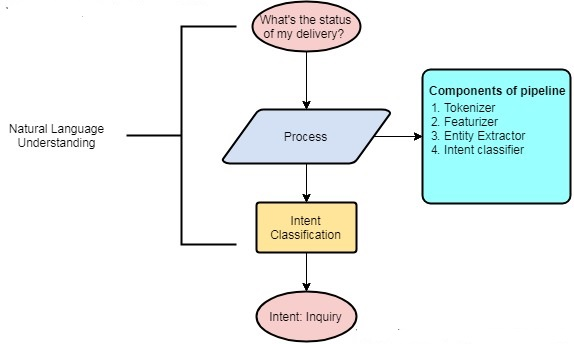 What's the status
of my delivery?
Natural Language
Understanding
Process
Components of pipeline
1. Tokenizer
2. Featurizer
3. Entity Extractor
4. Intent classifier
Intent
Classification
Intent: Inquiry